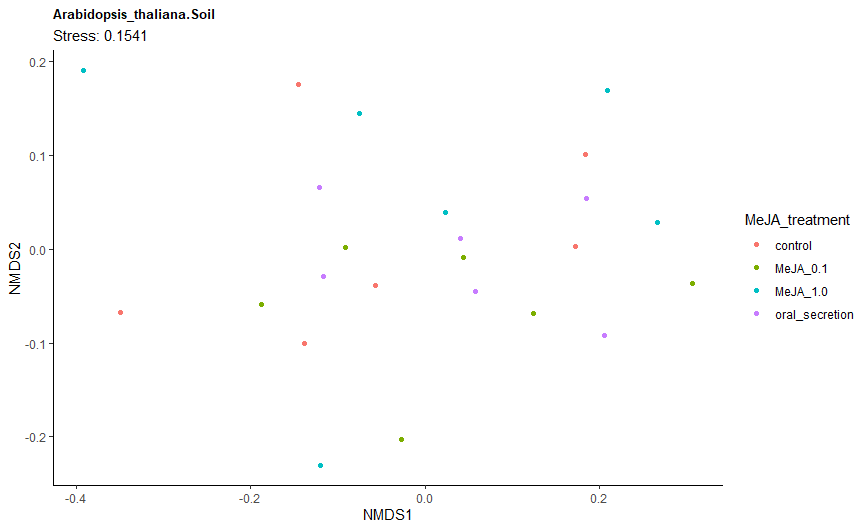 Arabidopsis_thaliana.Soil
Stress: 0.1541
0.2
0.1
0.0
-0.1
-0.2
NMDS2
-0.4
-0.2
0.0
0.2
NMDS1
MeJA_treatment
control
MeJA_0.1
MeJA_1.0
oral_secretion